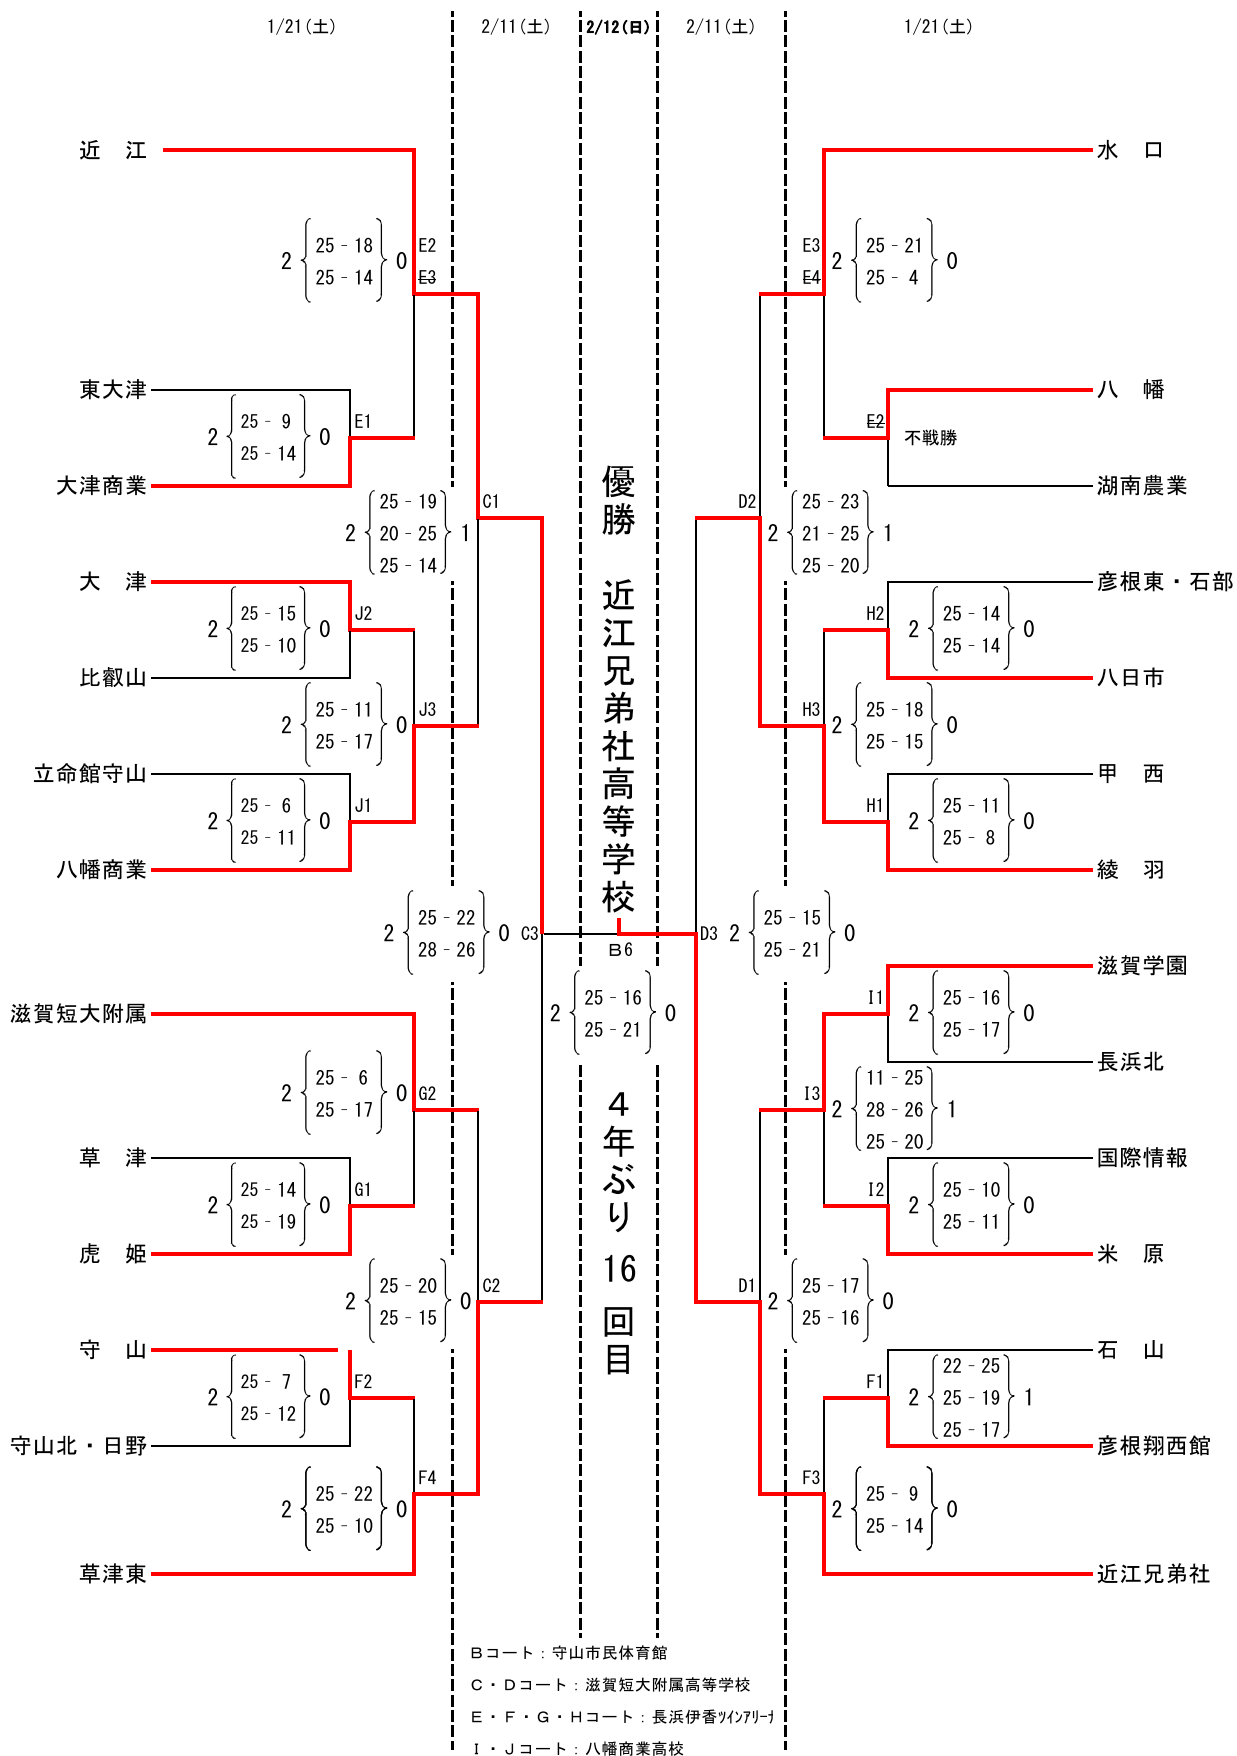 1/21(土) 2/11(土) 2/12(日) 2/11(土) 1/21(土)
近 江
水 口
2 25 - 18 0 E2
25 - 14 E3
E3 2 25 - 21 0
E4 25 - 4
東大津
八 幡
2 25 - 9 0 E1
25 - 14
E2 不戦勝
大津商業
湖南農業
2 25 - 19 1 C1
20 - 25
25 - 14
D2 2 25 - 23 1
21 - 25
25 - 20
大 津
彦根東・石部
2 25 - 15 0 J2
25 - 10
H2 2 25 - 14 0
25 - 14
比叡山
八日市
2 25 - 11 0 J3
25 - 17
H3 2 25 - 18 0
25 - 15
立命館守山
甲 西
2 25 - 6 0 J1
25 - 11
H1 2 25 - 11 0
25 - 8
八幡商業
綾 羽
優勝 近江兄弟社高等学校
2 25 - 22 0 C3
28 - 26
D3 2 25 - 15 0
25 - 21
B6
2 25 - 16 0
25 - 21
滋賀学園
I1 2 25 - 16 0
25 - 17
滋賀短大附属
長浜北
2 25 - 6 0 G2
25 - 17
I3 2 11 - 25 1
28 - 26
25 - 20
4年ぶり 16 回目
草 津
国際情報
2 25 - 14 0 G1
25 - 19
I2 2 25 - 10 0
25 - 11
虎 姫
米 原
2 25 - 20 0 C2
25 - 15
D1 2 25 - 17 0
25 - 16
守 山
石 山
2 25 - 7 0 F2
25 - 12
F1 2 22 - 25 1
25 - 19
25 - 17
守山北・日野
彦根翔西館
2 25 - 22 0 F4
25 - 10
F3 2 25 - 9 0
25 - 14
草津東
近江兄弟社
Bコート：守山市民体育館
C・Dコート：滋賀短大附属高等学校
E・F・G・Hコート：長浜伊香ﾂｲﾝｱﾘｰﾅ
I・Jコート：八幡商業高校